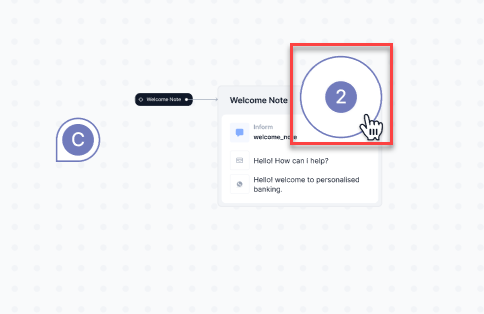 Welcome Note
C
Welcome Note
2
Inform
welcome_note
Hello! How can i help?
Hello! welcome to personalised
banking.